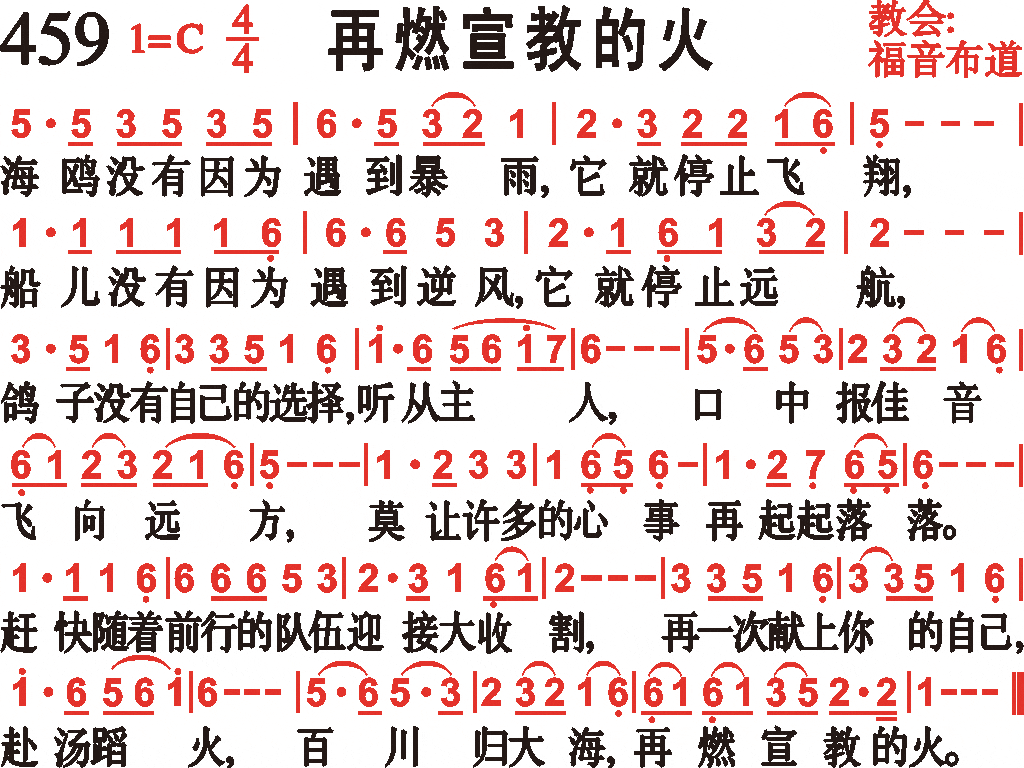 459 1=C 4/4 再燃宣教的火 教会:
福音布道
5 · 5 3 5 3 5 | 6 · 5 3 2 1 | 2 · 3 2 2 1 6 | 5 - - - |
海鸥没有因为遇到暴雨,它就停止飞翔,
1 · 1 1 1 1 6 | 6 · 6 5 3 | 2 · 1 6 1 3 2 | 2 - - - |
船儿没有因为遇到逆风,它就停止远航,
3 · 5 1 6 | 3 3 5 1 6 | i · 6 5 6 i 7 | 6 - - - | 5 · 6 5 3 | 2 3 2 1 6 |
鸽子没有自己的选择,听从主人,口中报佳音
6 1 2 3 2 1 6 | 5 - - - | 1 · 2 3 3 | 1 6 5 6 - | 1 · 2 7 6 5 | 6 - - - |
飞向远方,莫让许多的心事再起起落落。
1 · 1 1 6 | 6 6 6 5 3 | 2 · 3 1 6 1 | 2 - - - | 3 3 5 1 6 | 3 3 5 1 6 |
赶快随着前行的队伍迎接大收割,再一次献上你的自己,
i · 6 5 6 i | 6 - - - | 5 · 6 5 · 3 | 2 3 2 1 6 | 6 1 6 1 3 5 2 · 2 | 1 - - - ‖
赴汤蹈火,百川归大海,再燃宣教的火。